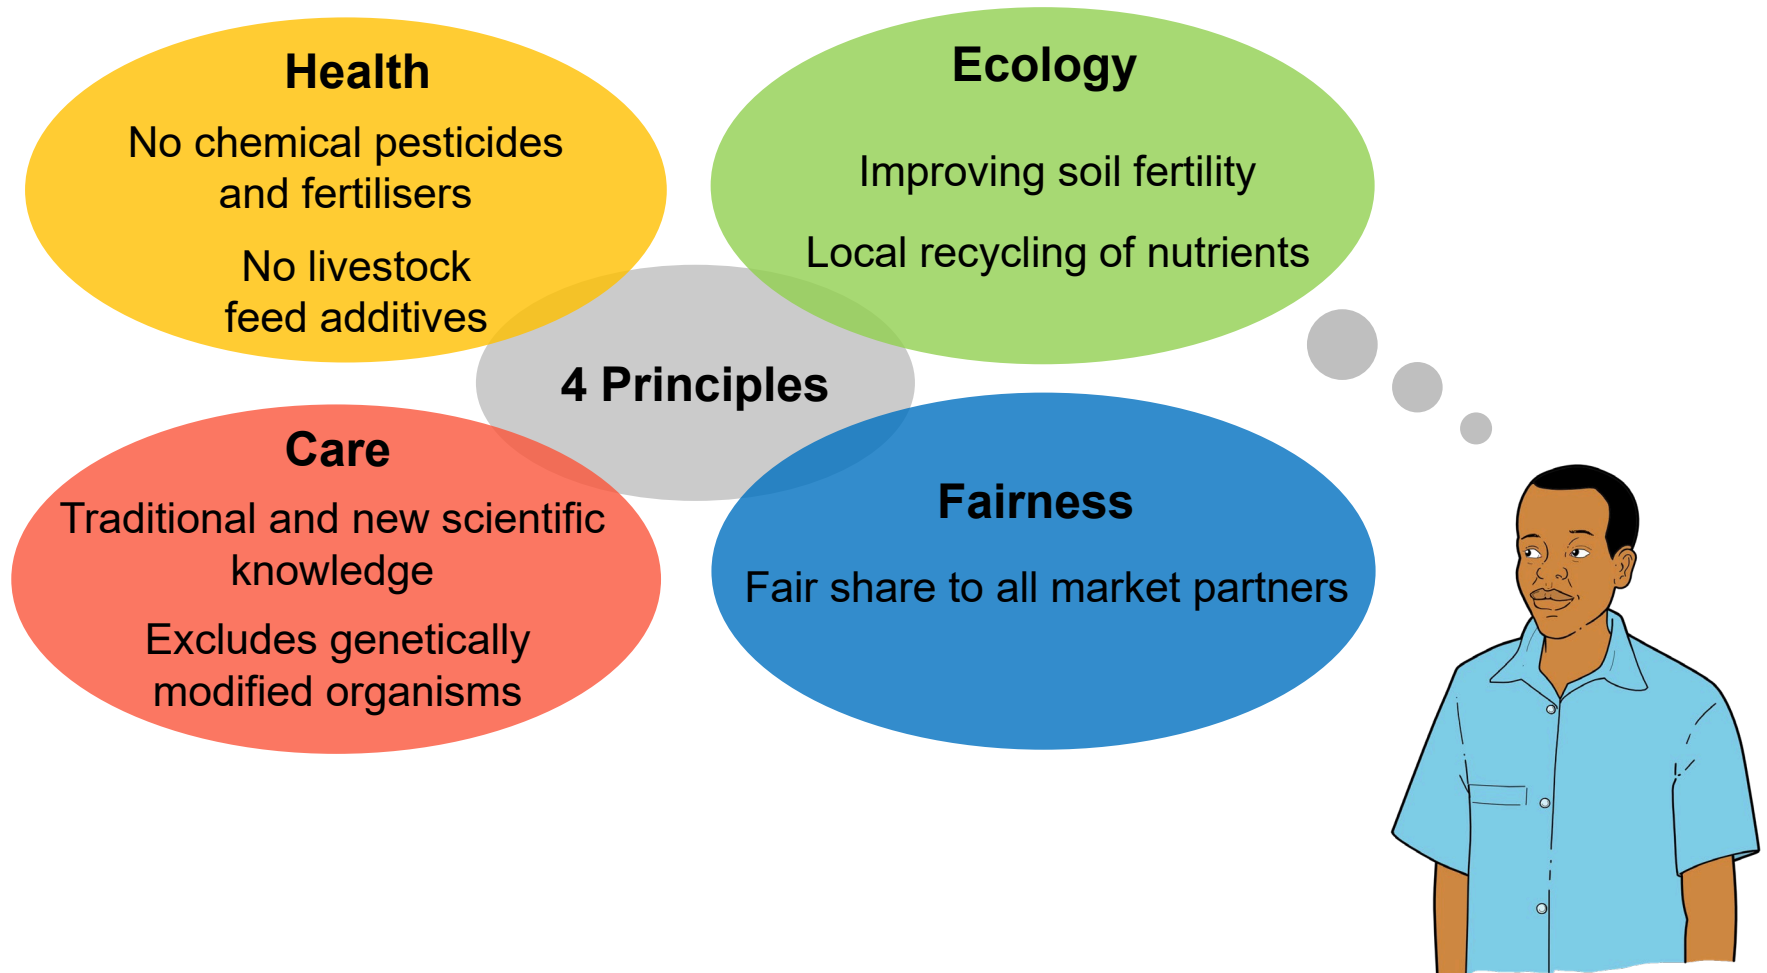 Health
No chemical pesticides
and fertilisers
No livestock
feed additives
Ecology
Improving soil fertility
Local recycling of nutrients
4 Principles
Care
Traditional and new scientific
knowledge
Excludes genetically
modified organisms
Fairness
Fair share to all market partners